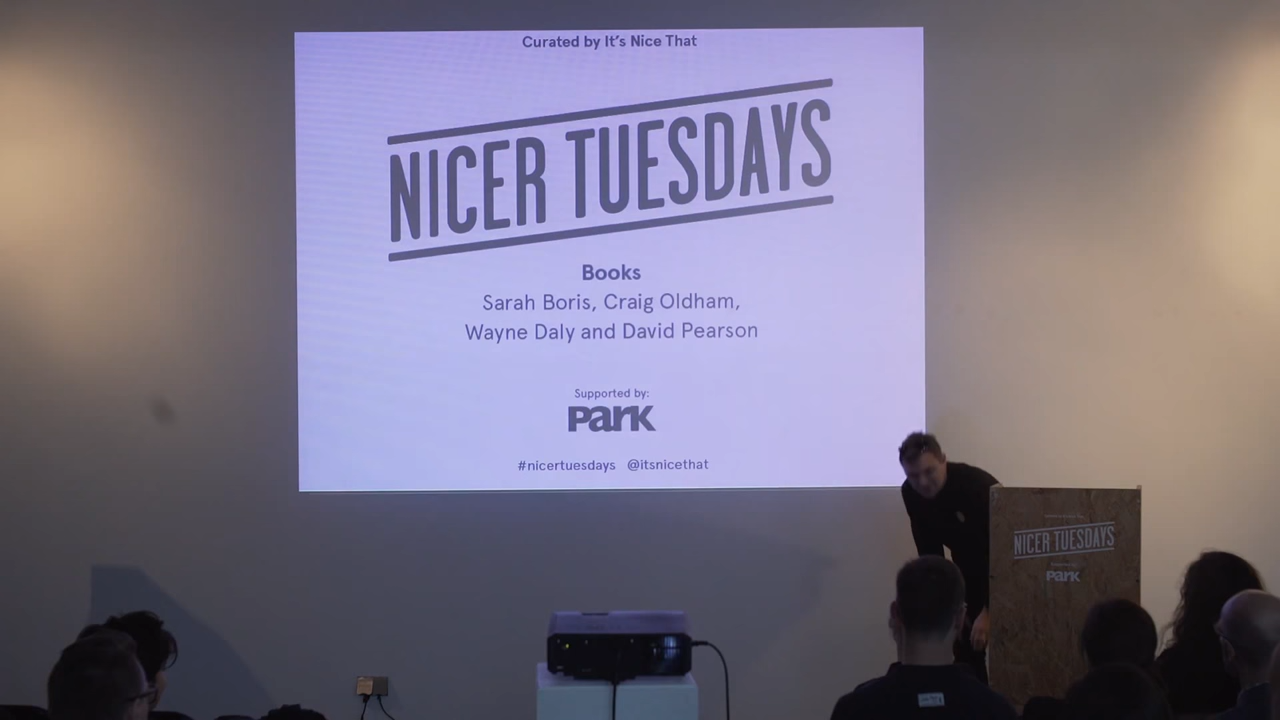 Curated by It's Nice That
NICER TUESDAYS
Books
Sarah Boris, Craig Oldham,
Wayne Daly and David Pearson
Supported by:
Park
#nicertuesdays @itsnicethat
NICER TUESDAYS
Park